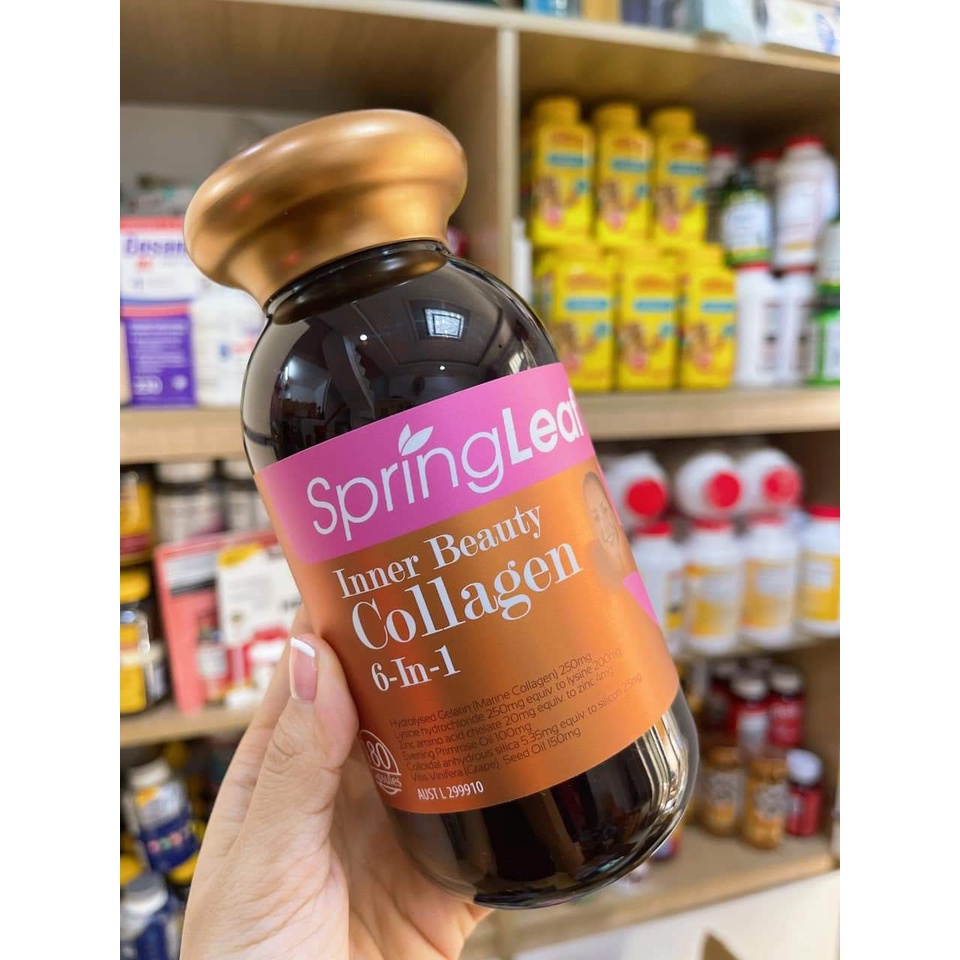 SpringLeaf
Inner Beauty
Collagen
6-In-1
Hydrolysed Gelatin (Marine Collagen) 250mg
Lysine hydrochloride 250mg equiv. to lysine 200mg
Zinc amino acid chelate 20mg equiv. to zinc 4mg
Evening Primrose Oil 100mg
Colloidal anhydrous silica 5.35mg equiv. to silicon 2.5mg
Vitis Vinifera (Grape) Seed Oil 150mg
AUST L 299910